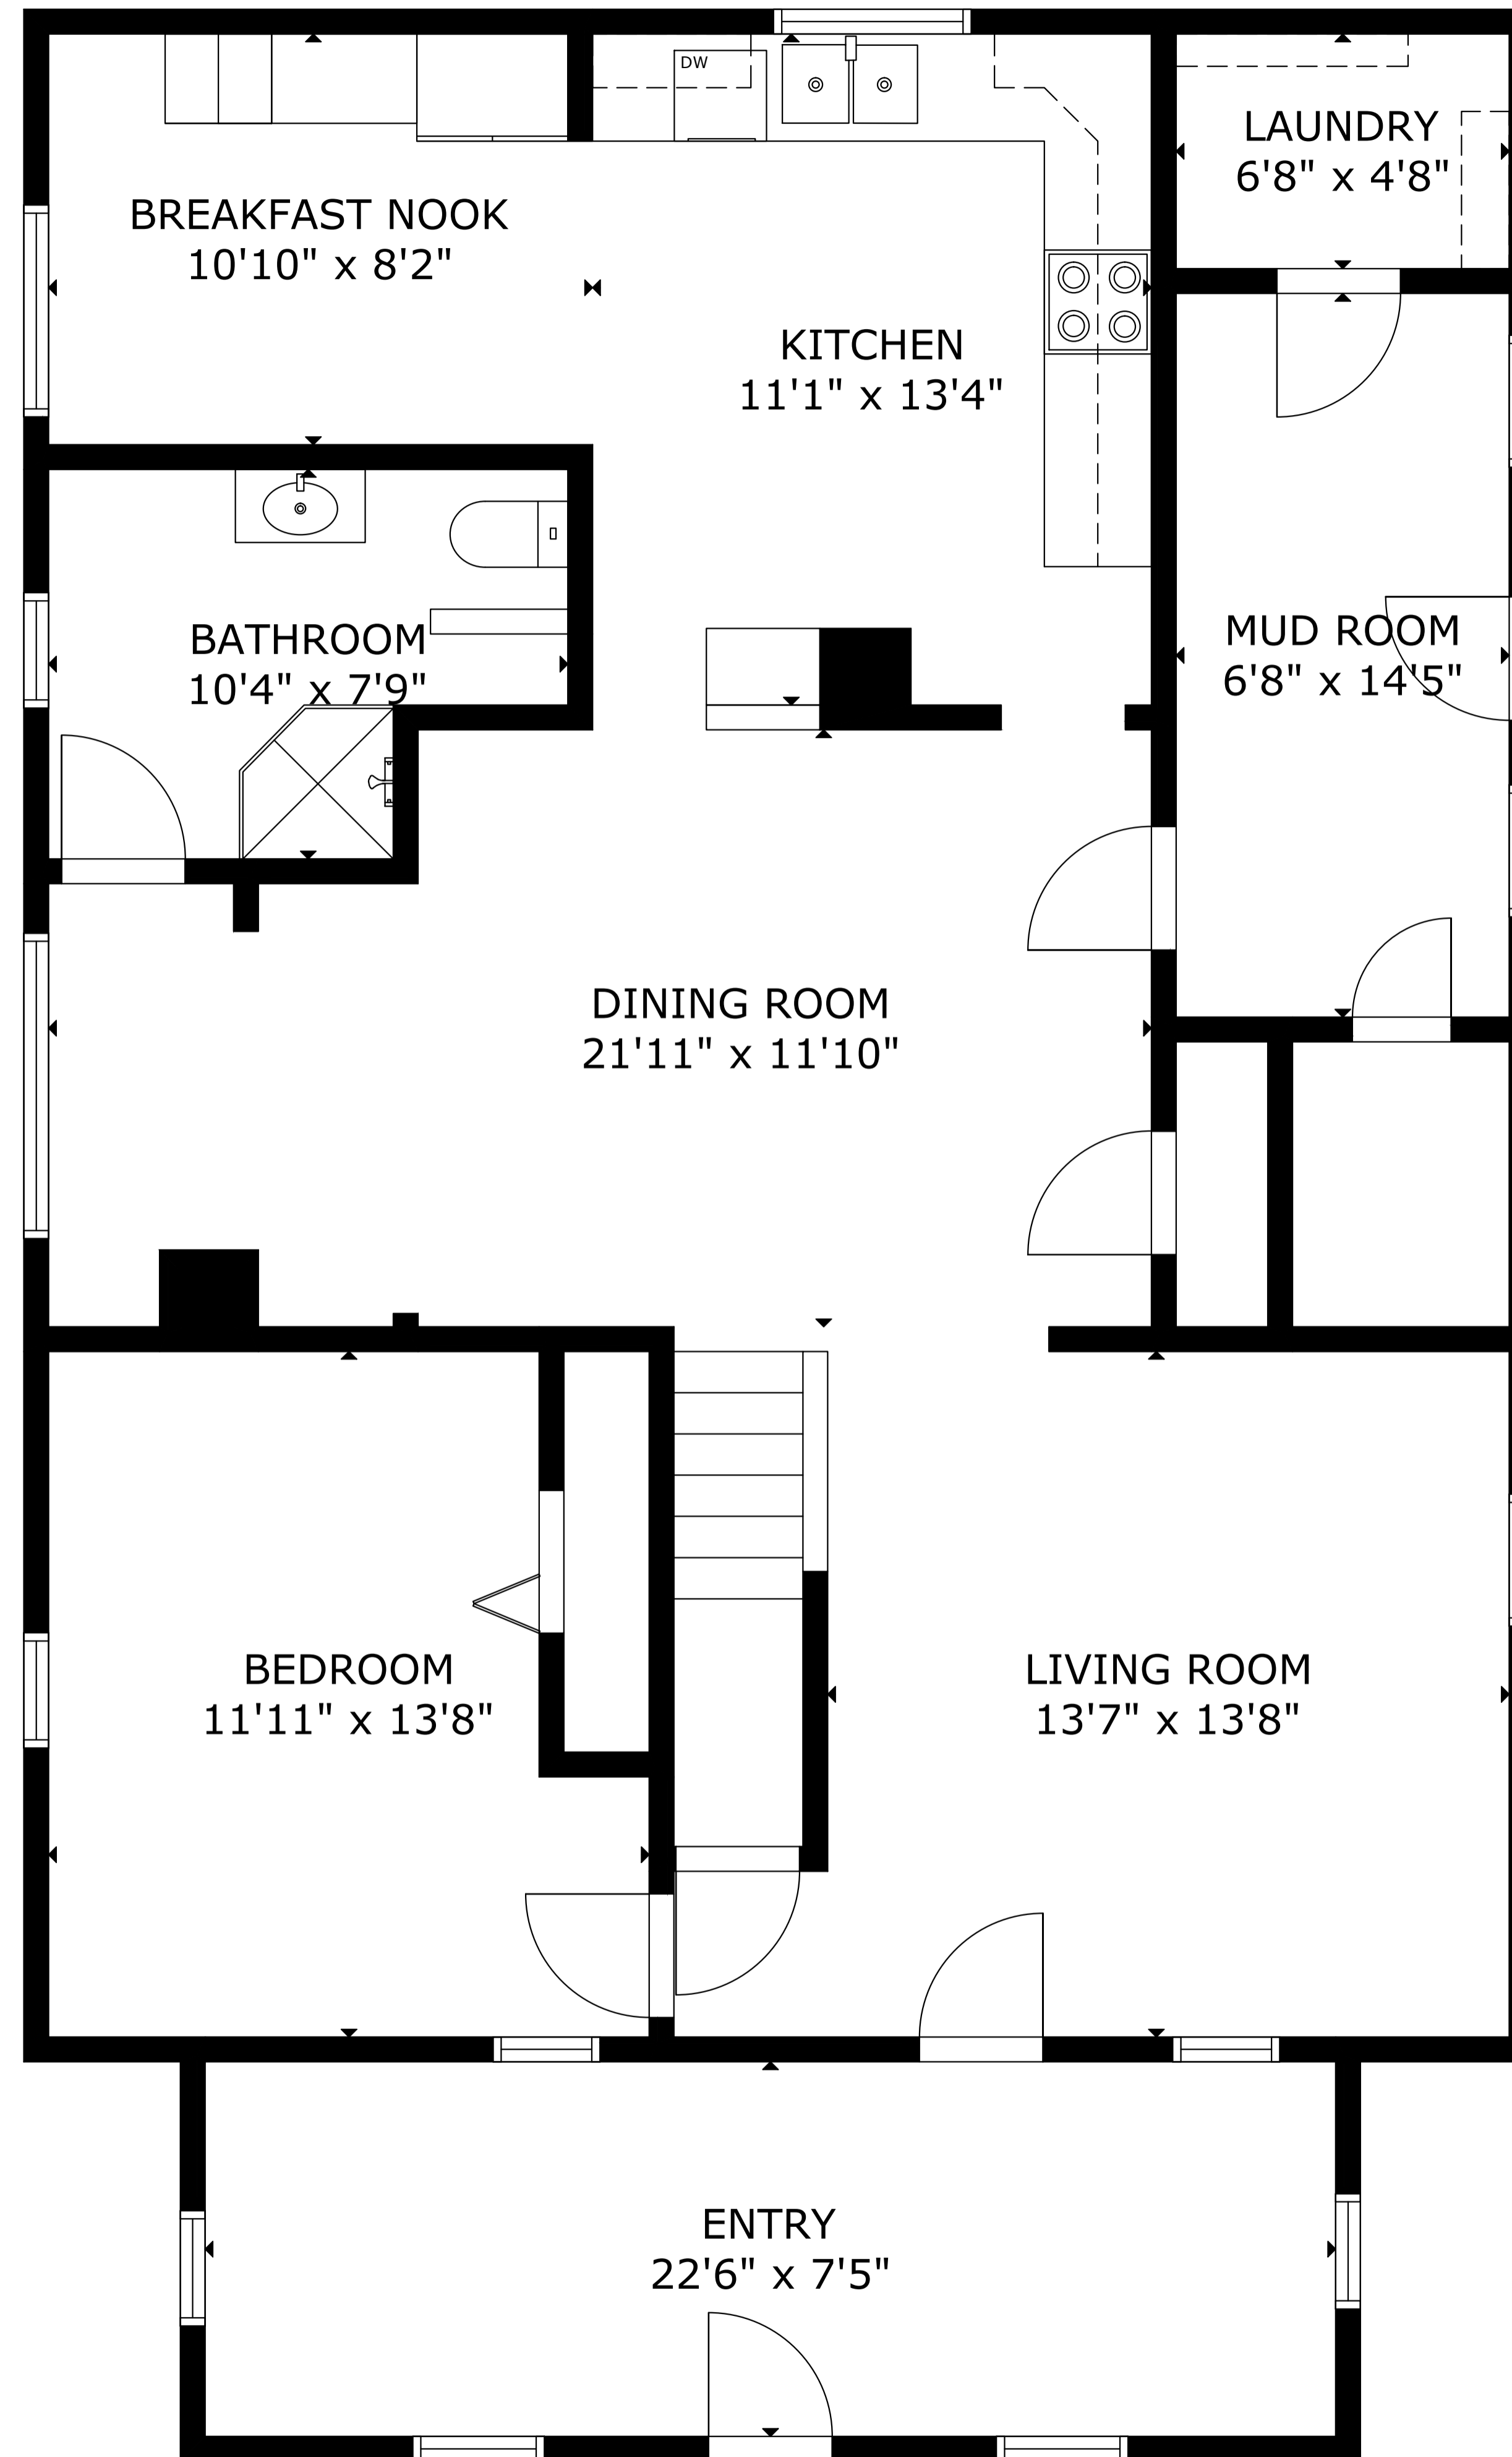 DW
LAUNDRY
6'8" x 4'8"
BREAKFAST NOOK
10'10" x 8'2"
KITCHEN
11'1" x 13'4"
BATHROOM
10'4" x 7'9"
MUD ROOM
6'8" x 14'5"
DINING ROOM
21'11" x 11'10"
BEDROOM
11'11" x 13'8"
LIVING ROOM
13'7" x 13'8"
ENTRY
22'6" x 7'5"